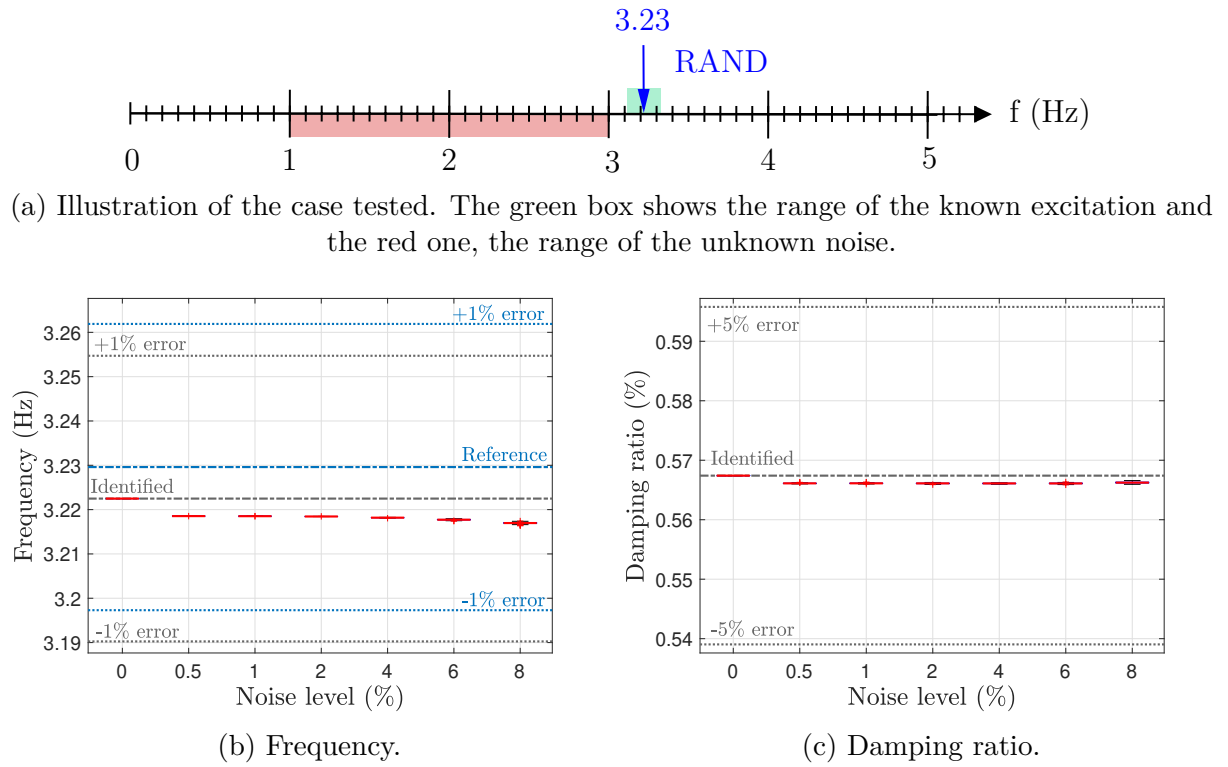 3.23
RAND
f (Hz)
0 1 2 3 4 5
(a) Illustration of the case tested. The green box shows the range of the known excitation and
the red one, the range of the unknown noise.
+1% error
+1% error
Reference
Identified
-1% error
-1% error
3.26
3.25
3.24
3.23
3.22
3.21
3.2
3.19
Frequency (Hz)
0 0.5 1 2 4 6 8
Noise level (%)
(b) Frequency.
+5% error
Identified
-5% error
0.59
0.58
0.57
0.56
0.55
0.54
Damping ratio (%)
0 0.5 1 2 4 6 8
Noise level (%)
(c) Damping ratio.